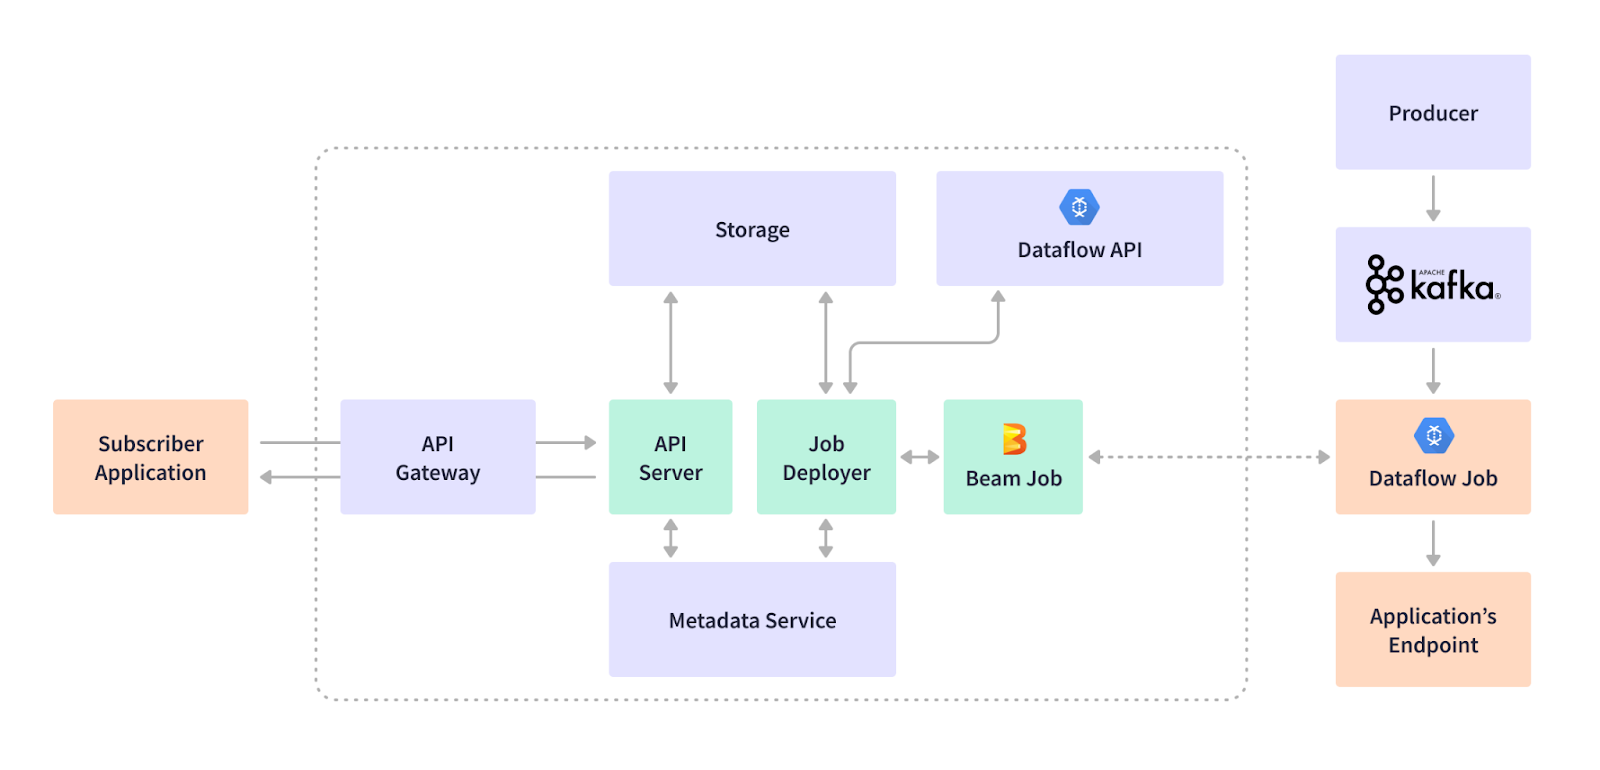 Producer
Storage
Dataflow API
APACHE
kafka®
Subscriber
Application
API
Gateway
API
Server
Job
Deployer
Beam Job
Dataflow Job
Metadata Service
Application’s
Endpoint